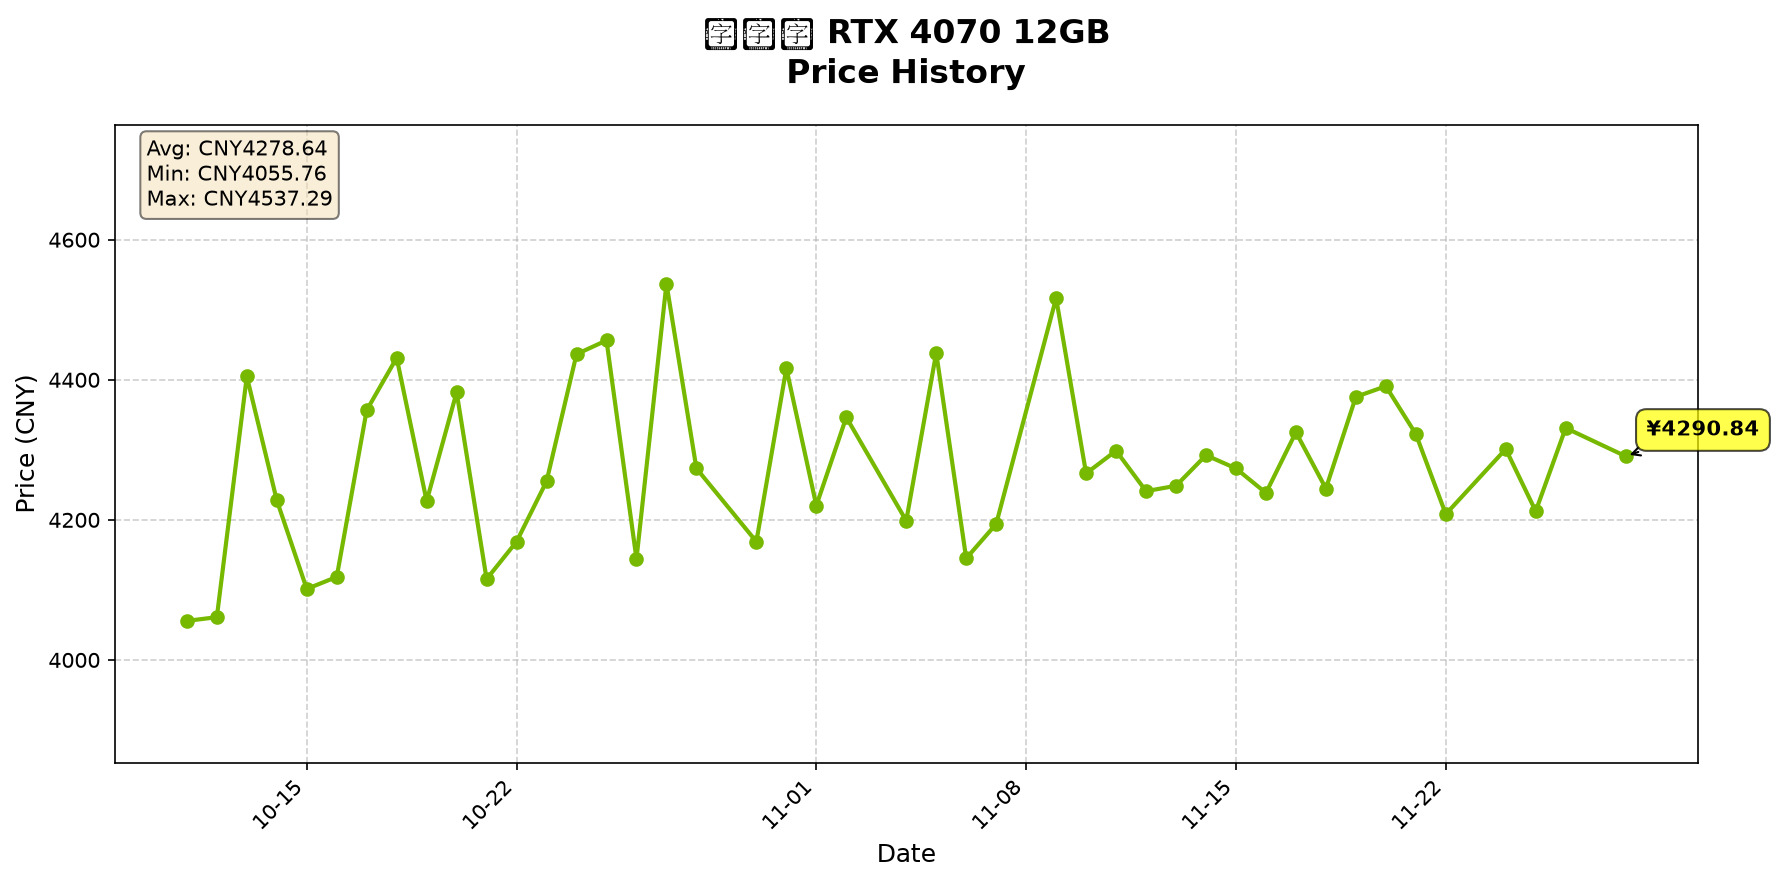 RTX 4070 12GB
Price History
Avg: CNY4278.64
Min: CNY4055.76
Max: CNY4537.29
Price (CNY)
4600
4400
4200
4000
¥4290.84
10-15
10-22
11-01
11-08
11-15
11-22
Date